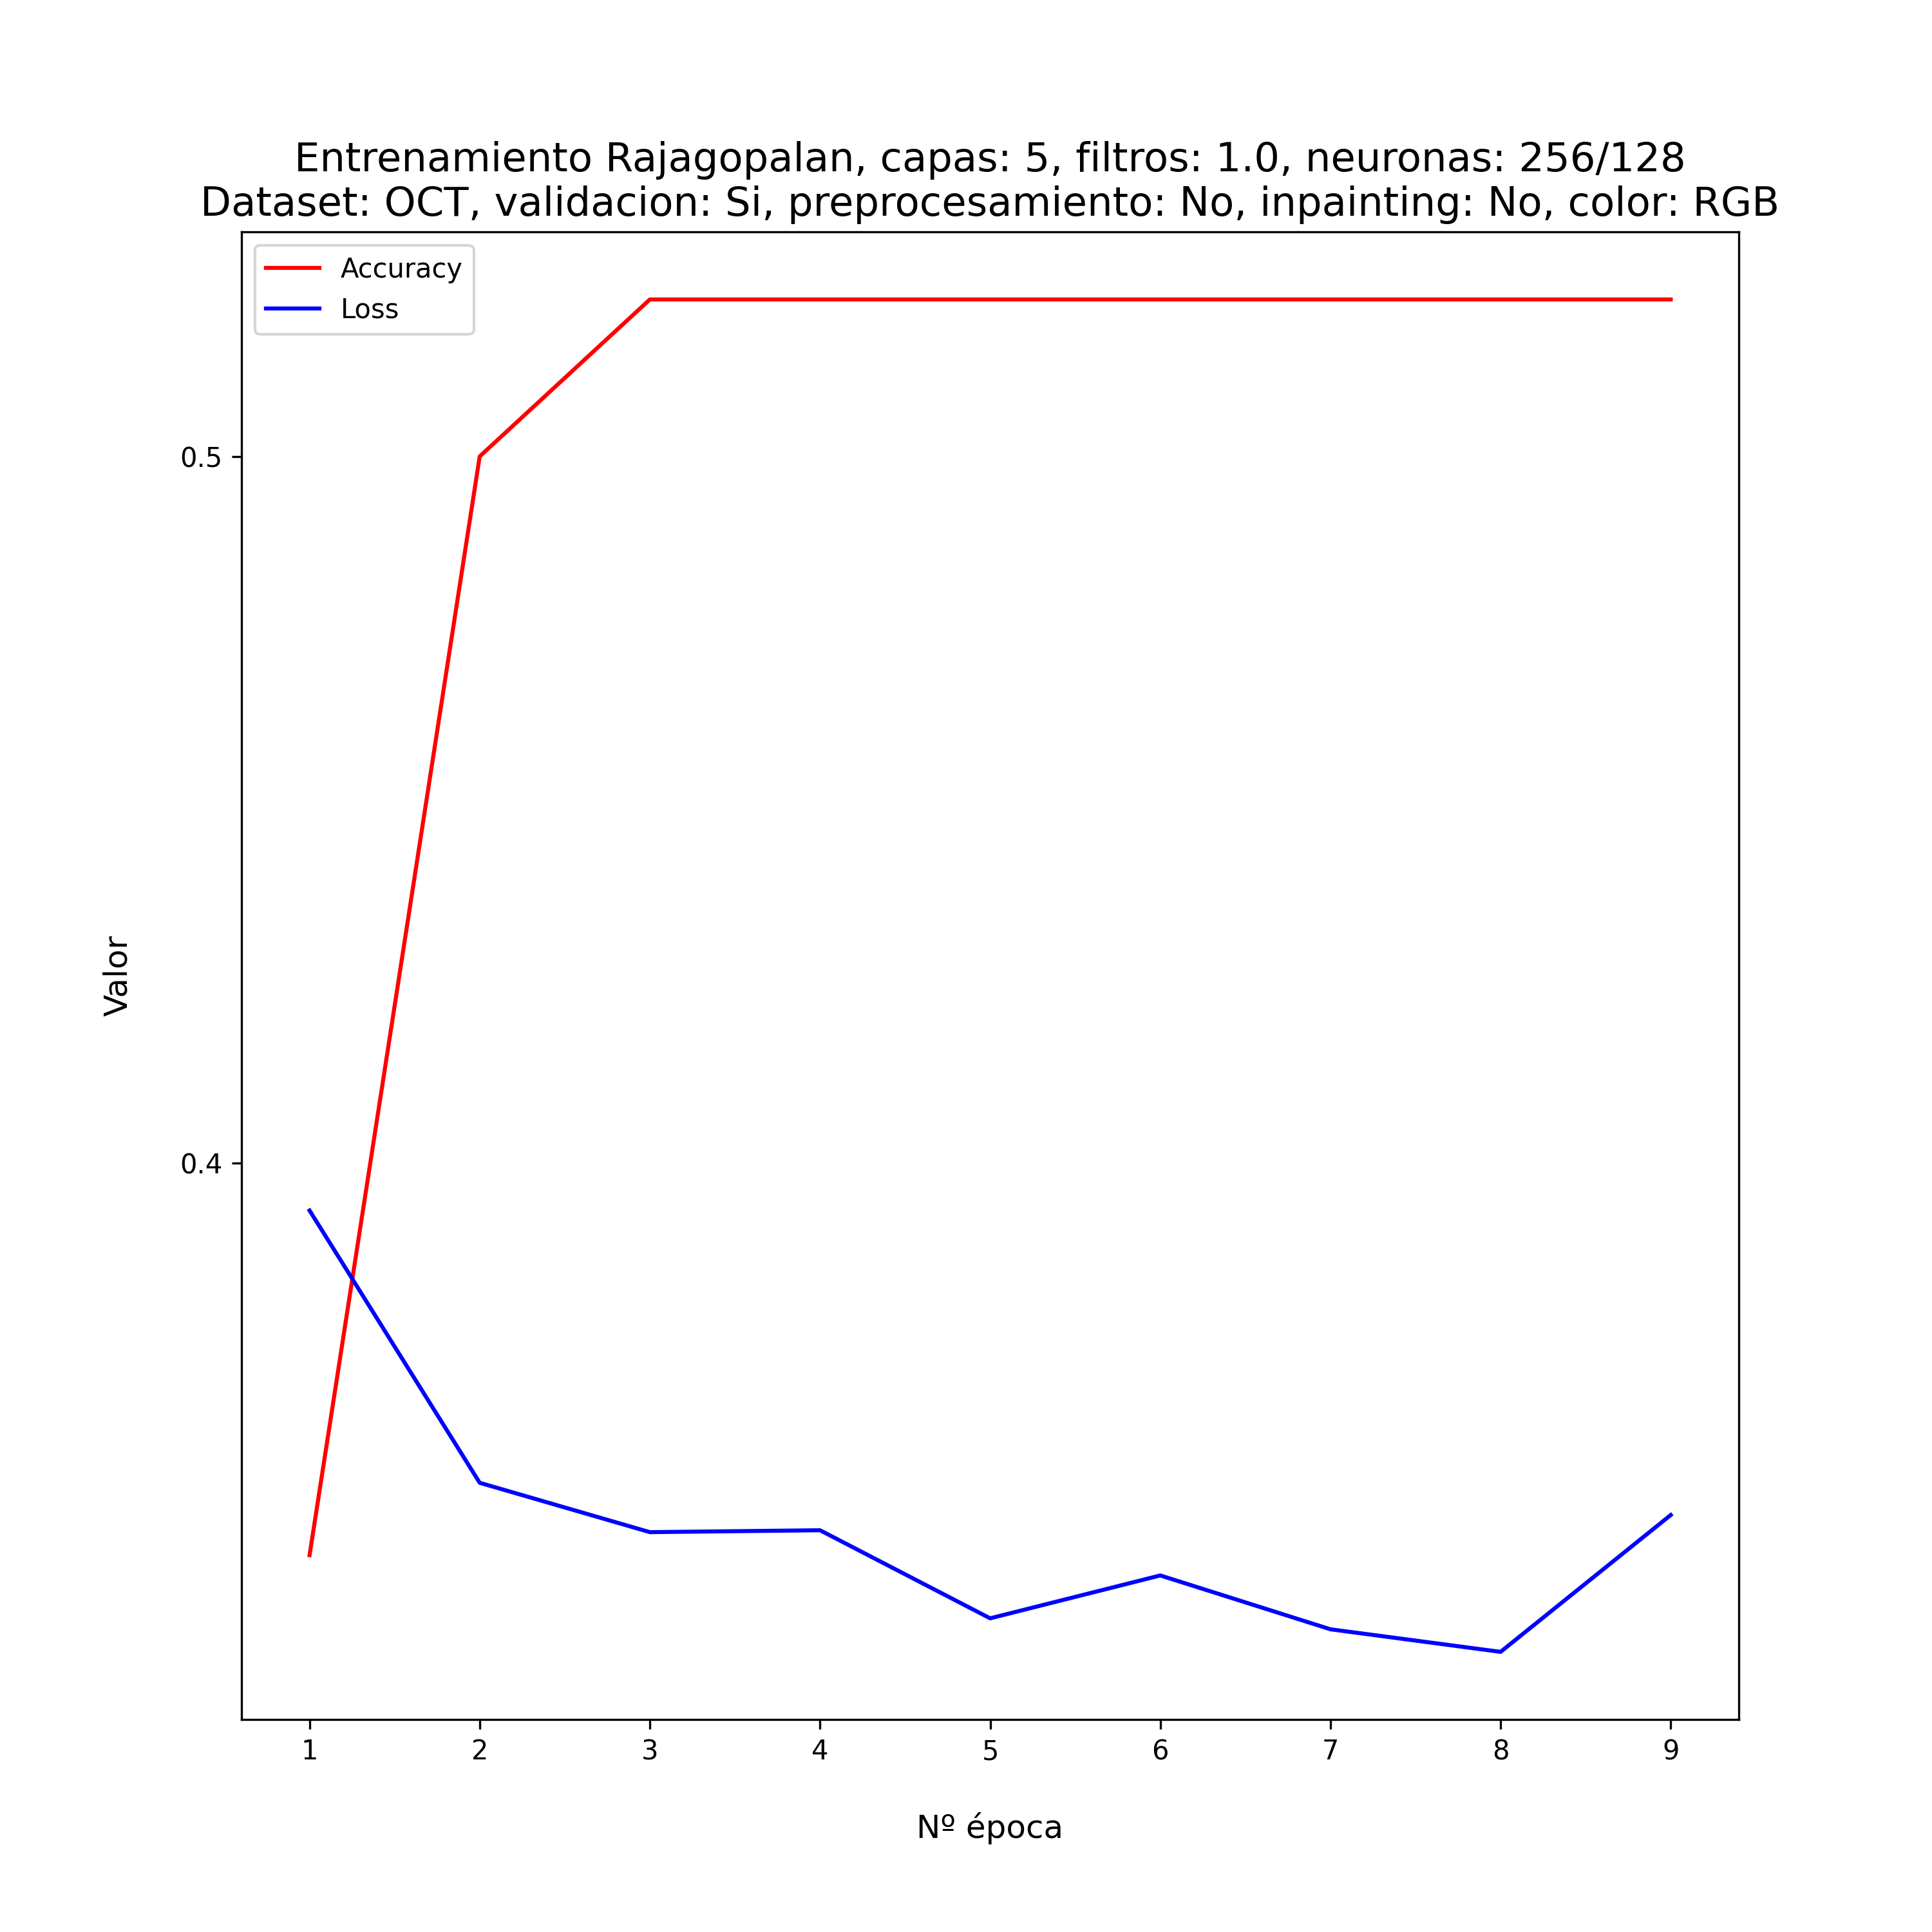 Entrenamiento Rajagopalan, capas: 5, filtros: 1.0, neuronas: 256/128
Dataset: OCT, validacion: Si, preprocesamiento: No, inpainting: No, color: RGB
Accuracy
Loss
0.5
0.4
Valor
1 2 3 4 5 6 7 8 9
Nº época